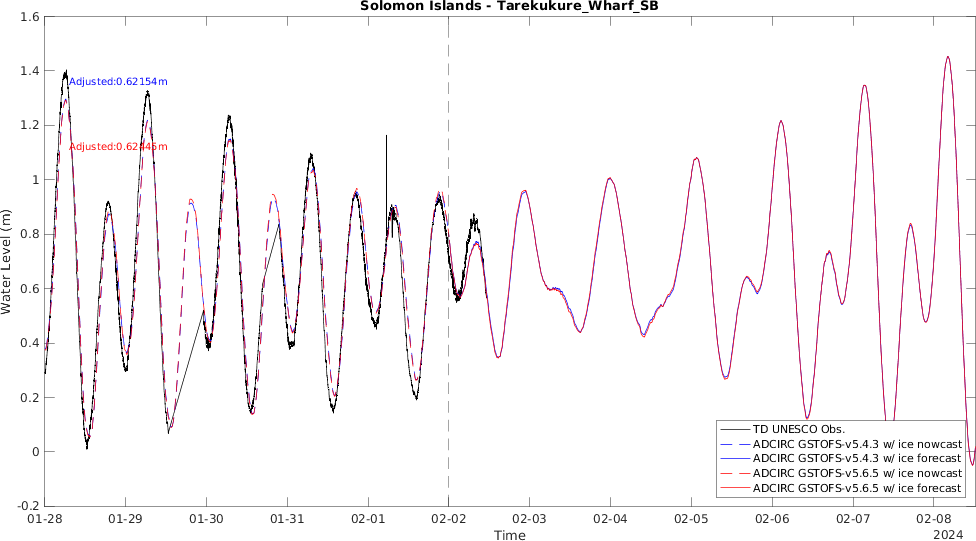 Solomon Islands - Tarekukure_Wharf_SB
1.6
1.4
1.2
1
0.8
0.6
0.4
0.2
0
-0.2
Water Level (m)
Adjusted:0.62154m
Adjusted:0.62445m
TD UNESCO Obs.
ADCIRC GSTOFS-v5.4.3 w/ ice nowcast
ADCIRC GSTOFS-v5.4.3 w/ ice forecast
ADCIRC GSTOFS-v5.6.5 w/ ice nowcast
ADCIRC GSTOFS-v5.6.5 w/ ice forecast
01-28 01-29 01-30 01-31 02-01 02-02 02-03 02-04 02-05 02-06 02-07 02-08
Time
2024